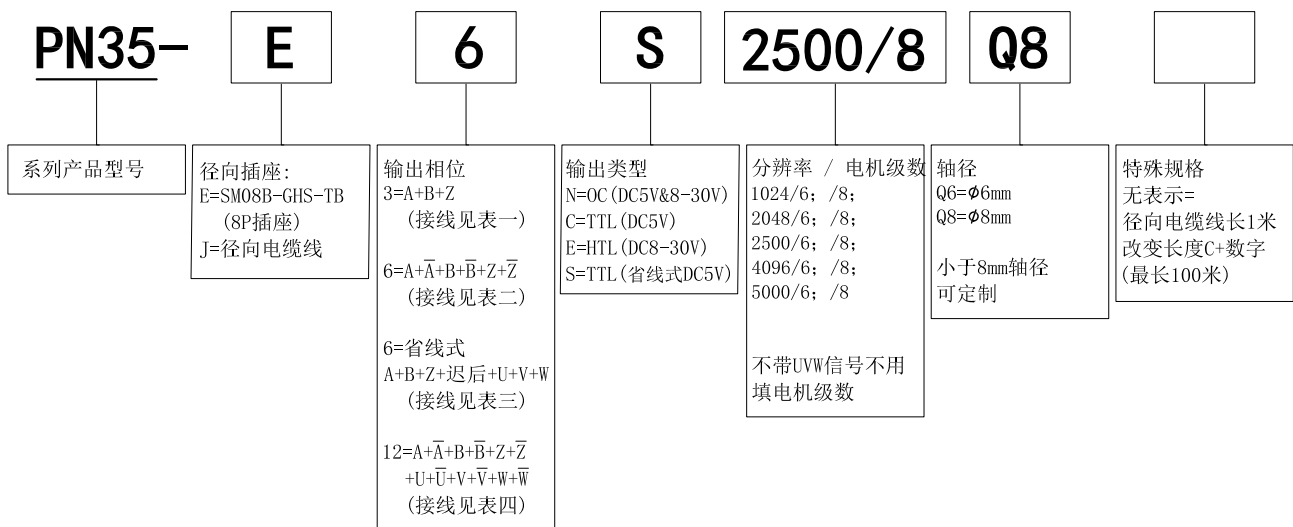 PN35- E 6 S 2500/8 Q8
系列产品型号
径向插座:
E=SM08B-GHS-TB
(8P插座)
J=径向电缆线
输出相位
3=A+B+Z
(接线见表一)
6=A+A̅+B+B̅+Z+Z̅
(接线见表二)
6=省线式
A+B+Z+迟后+U+V+W
(接线见表三)
12=A+A̅+B+B̅+Z+Z̅
+U+U̅+V+V̅+W+W̅
(接线见表四)
输出类型
N=OC(DC5V&8-30V)
C=TTL(DC5V)
E=HTL(DC8-30V)
S=TTL(省线式DC5V)
分辨率 / 电机级数
1024/6; /8;
2048/6; /8;
2500/6; /8;
4096/6; /8;
5000/6; /8
不带UVW信号不用
填电机级数
轴径
Q6=Φ6mm
Q8=Φ8mm
小于8mm轴径
可定制
特殊规格
无表示=
径向电缆线长1米
改变长度C+数字
(最长100米)